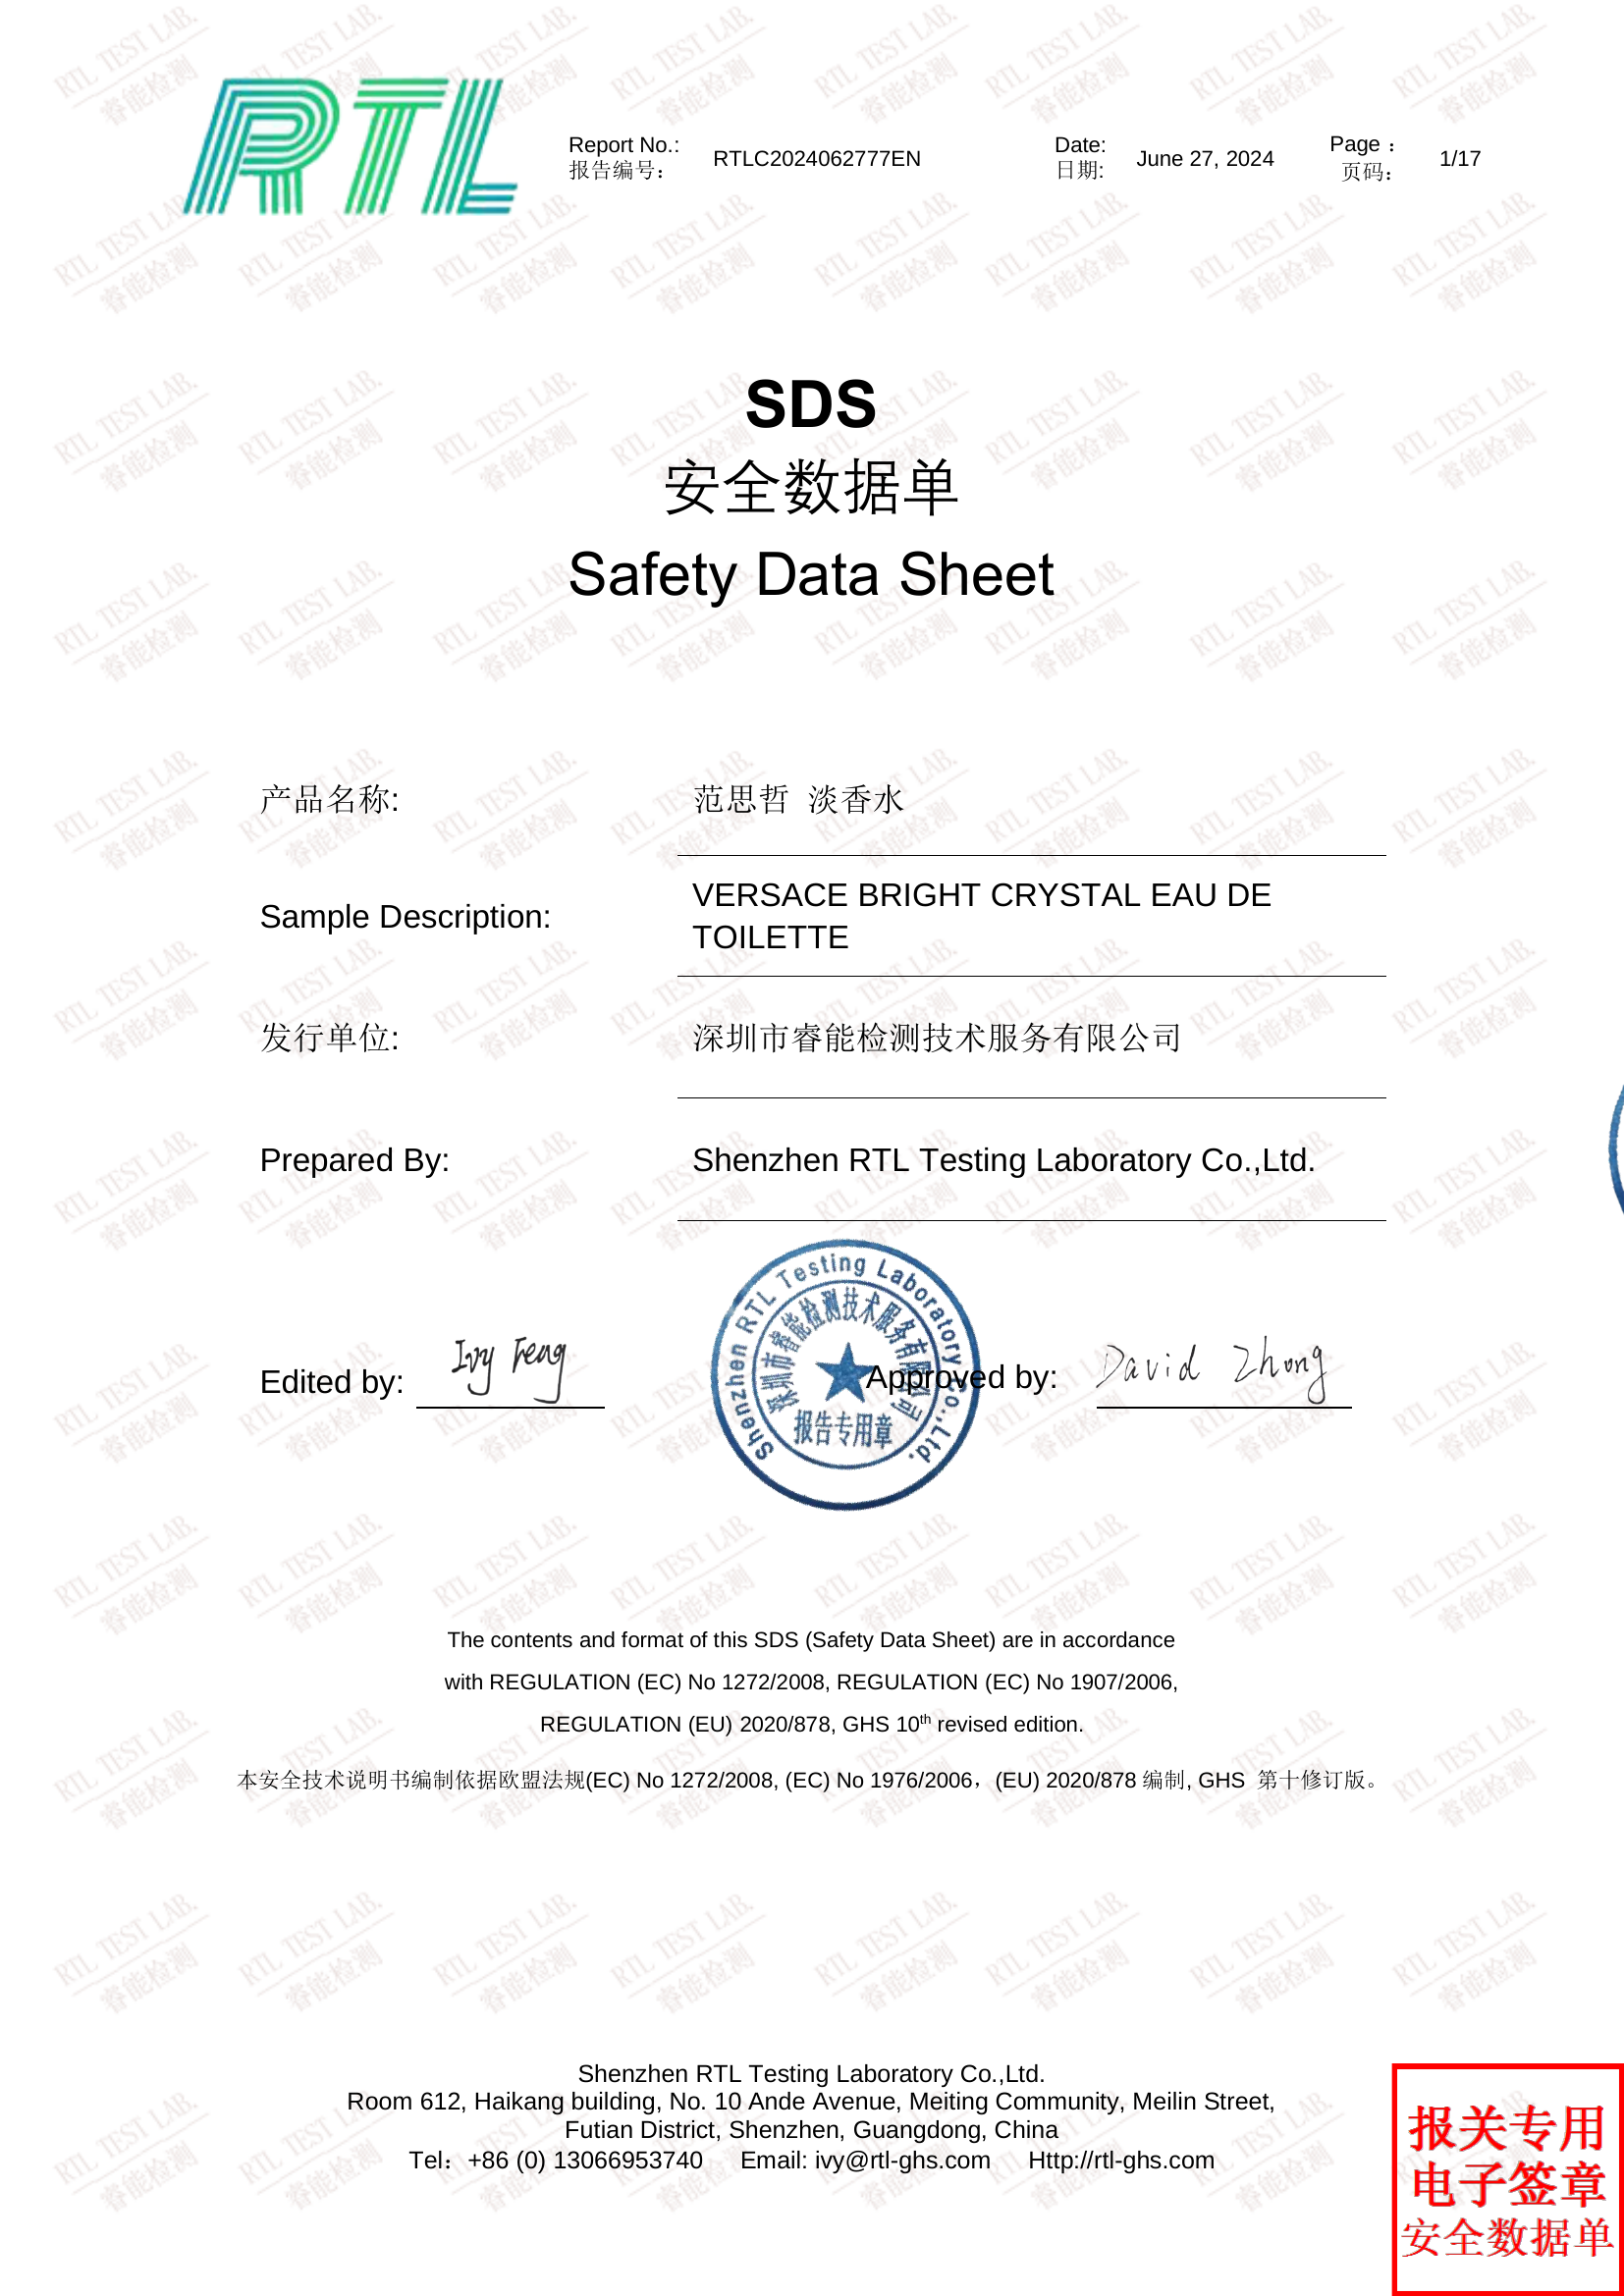 RTL
Report No.: RTLC2024062777EN Date: June 27, 2024 Page： 1/17
报告编号： 日期: 页码：
SDS
安全数据单
Safety Data Sheet
产品名称: 范思哲 淡香水
Sample Description: VERSACE BRIGHT CRYSTAL EAU DE
TOILETTE
发行单位: 深圳市睿能检测技术服务有限公司
Prepared By: Shenzhen RTL Testing Laboratory Co.,Ltd.
Shenzhen RTL Testing Laboratory Co.,Ltd.
深圳市睿能检测技术服务有限公司
报告专用章
Edited by: Ivy Feng Approved by: David Zhong
The contents and format of this SDS (Safety Data Sheet) are in accordance
with REGULATION (EC) No 1272/2008, REGULATION (EC) No 1907/2006,
REGULATION (EU) 2020/878, GHS 10th revised edition.
本安全技术说明书编制依据欧盟法规(EC) No 1272/2008, (EC) No 1976/2006，(EU) 2020/878 编制, GHS 第十修订版。
Shenzhen RTL Testing Laboratory Co.,Ltd.
Room 612, Haikang building, No. 10 Ande Avenue, Meiting Community, Meilin Street,
Futian District, Shenzhen, Guangdong, China
Tel：+86 (0) 13066953740 Email: ivy@rtl-ghs.com Http://rtl-ghs.com
报关专用
电子签章
安全数据单
RTL TEST LAB.
睿能检测